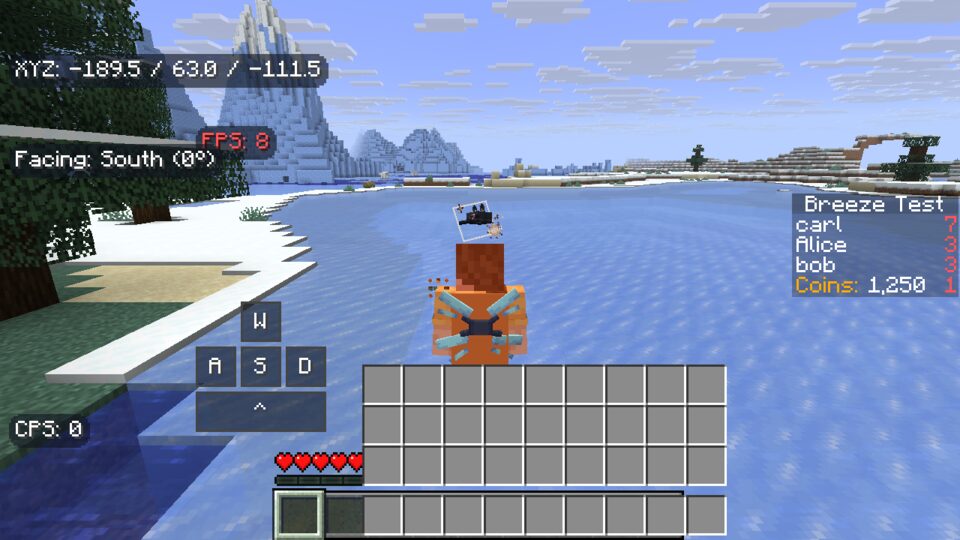 XYZ: -189.5 / 63.0 / -111.5
FPS: 8
Facing: South (0º)
Breeze Test
carl 7
Alice 3
bob 3
Coins: 1,250 1
W
A S D
^
CPS: 0